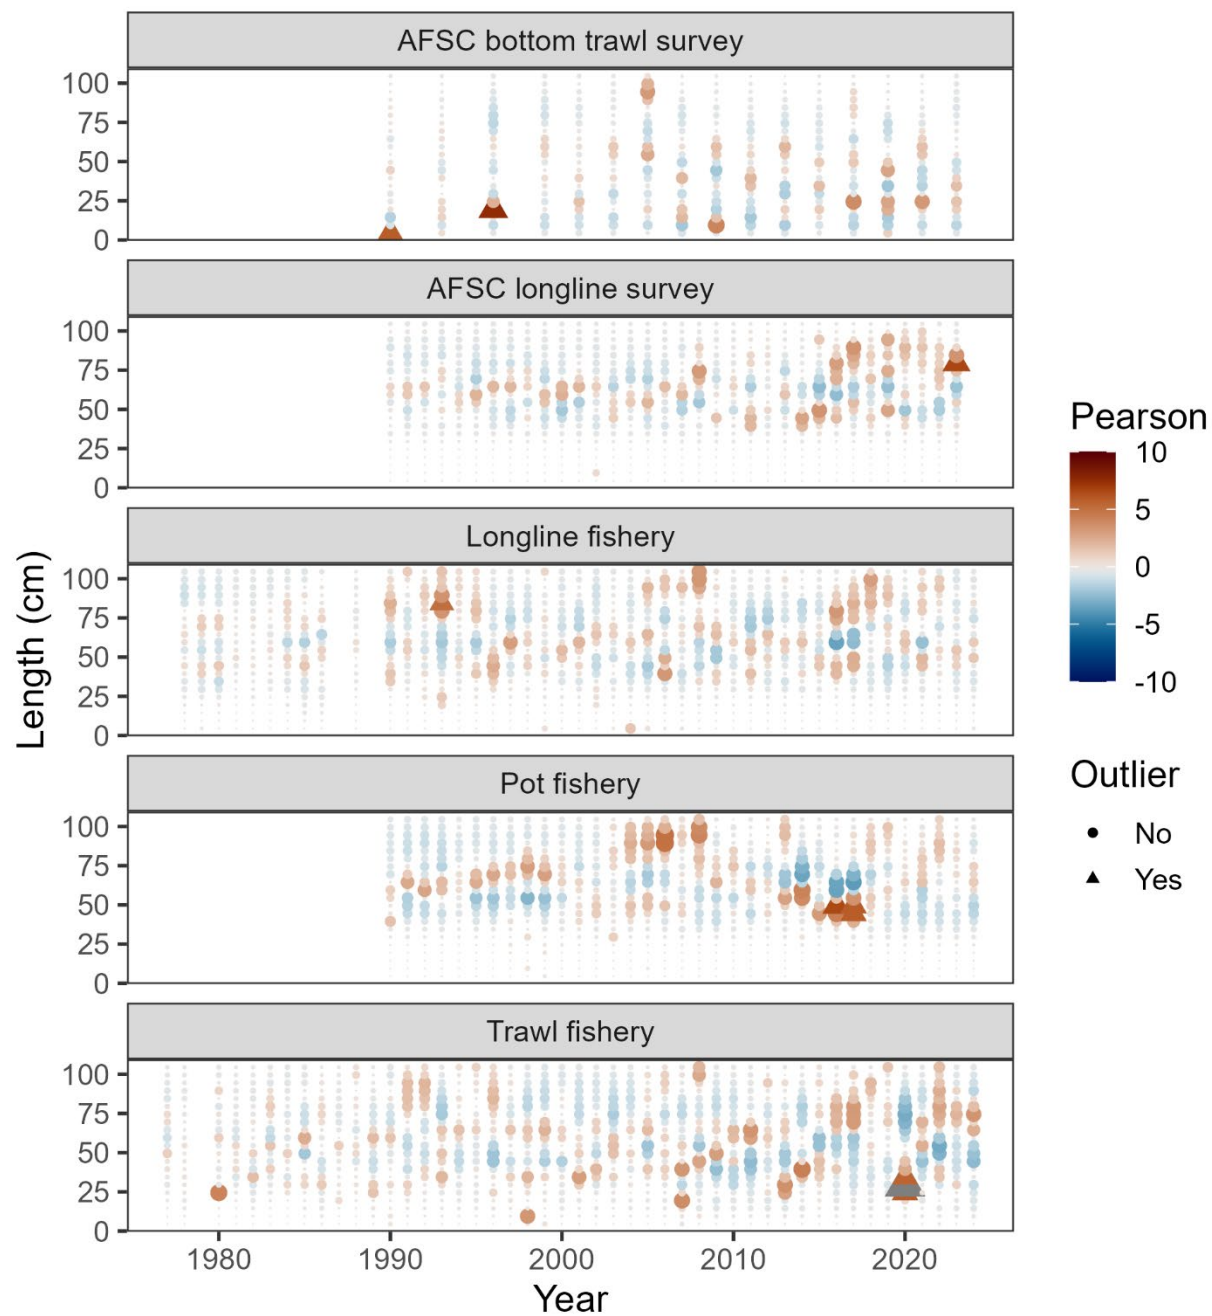 AFSC bottom trawl survey
100
75
50
25
0
AFSC longline survey
100
75
50
25
0
Longline fishery
100
75
50
25
0
Pot fishery
100
75
50
25
0
Trawl fishery
100
75
50
25
0
1980 1990 2000 2010 2020
Year
Length (cm)
Pearson
10
5
0
-5
-10
Outlier
No
Yes